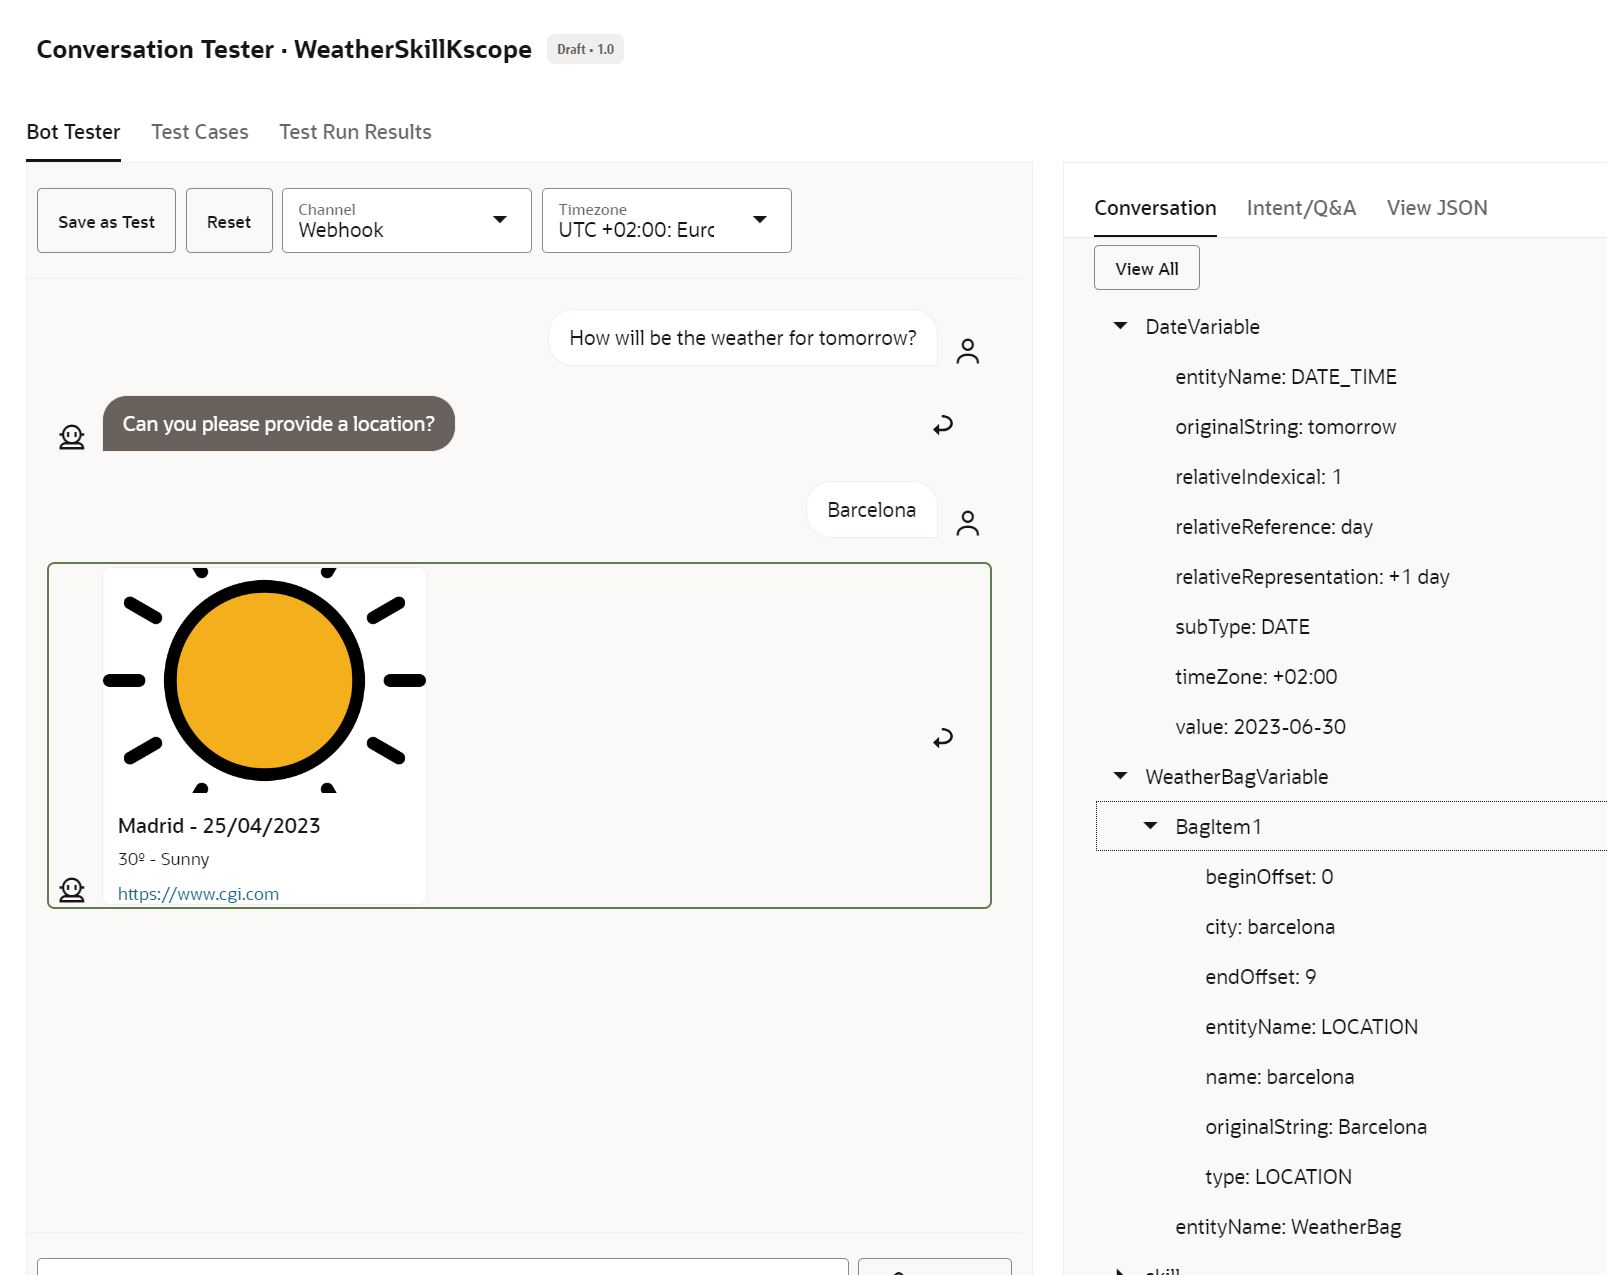 Conversation Tester · WeatherSkillKscope Draft • 1.0
Bot Tester Test Cases Test Run Results
Save as Test
Reset
Channel
Webhook
Timezone
UTC +02:00: Eurc
How will be the weather for tomorrow?
Can you please provide a location?
Barcelona
Madrid - 25/04/2023
30º - Sunny
https://www.cgi.com
Conversation Intent/Q&A View JSON
View All
DateVariable
entityName: DATE_TIME
originalString: tomorrow
relativeIndexical: 1
relativeReference: day
relativeRepresentation: +1 day
subType: DATE
timeZone: +02:00
value: 2023-06-30
WeatherBagVariable
BagItem1
beginOffset: 0
city: barcelona
endOffset: 9
entityName: LOCATION
name: barcelona
originalString: Barcelona
type: LOCATION
entityName: WeatherBag
skill